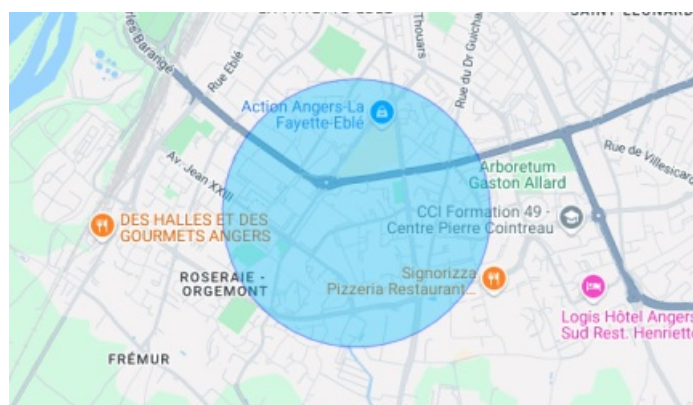 Rue Eblé
Thouars
Rue du Dr Guicha
Action Angers-La
Fayette-Eblé
Av. Jean XXIII
Rue de Villesicard
Arboretum
Gaston Allard
DES HALLES ET DES
GOURMETS ANGERS
CCI Formation 49 -
Centre Pierre Cointreau
ROSERAIE -
ORGEMONT
Signorizza
Pizzeria Restaurant...
Logis Hôtel Angers
Sud Rest. Henriette
FRÉMUR